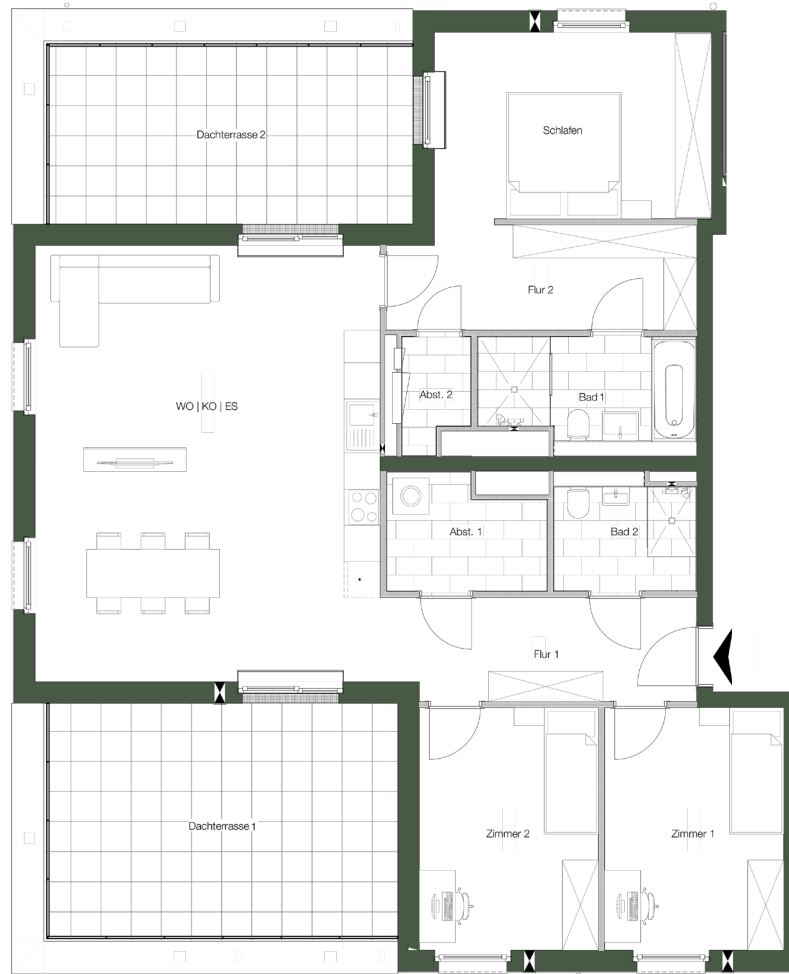 Dachterrasse 2
Schlafen
Flur 2
WO | KO | ES
Abst. 2
Bad 1
Abst. 1
Bad 2
Flur 1
Dachterrasse 1
Zimmer 2
Zimmer 1